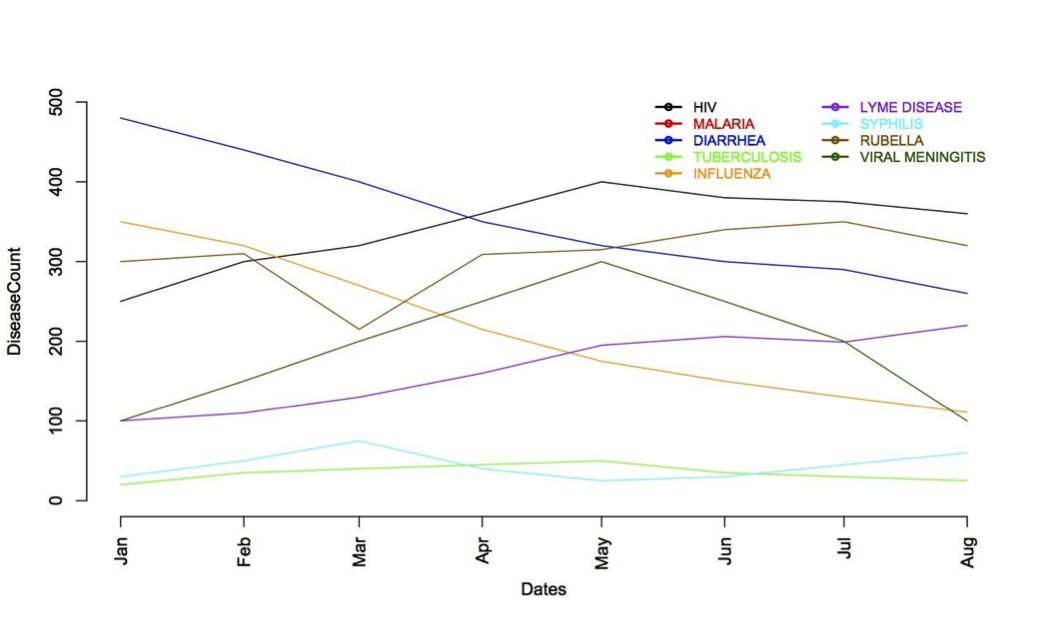 500
400
300
200
100
0
DiseaseCount
HIV
MALARIA
DIARRHEA
TUBERCULOSIS
INFLUENZA
LYME DISEASE
SYPHILIS
RUBELLA
VIRAL MENINGITIS
Jan Feb Mar Apr May Jun Jul Aug
Dates